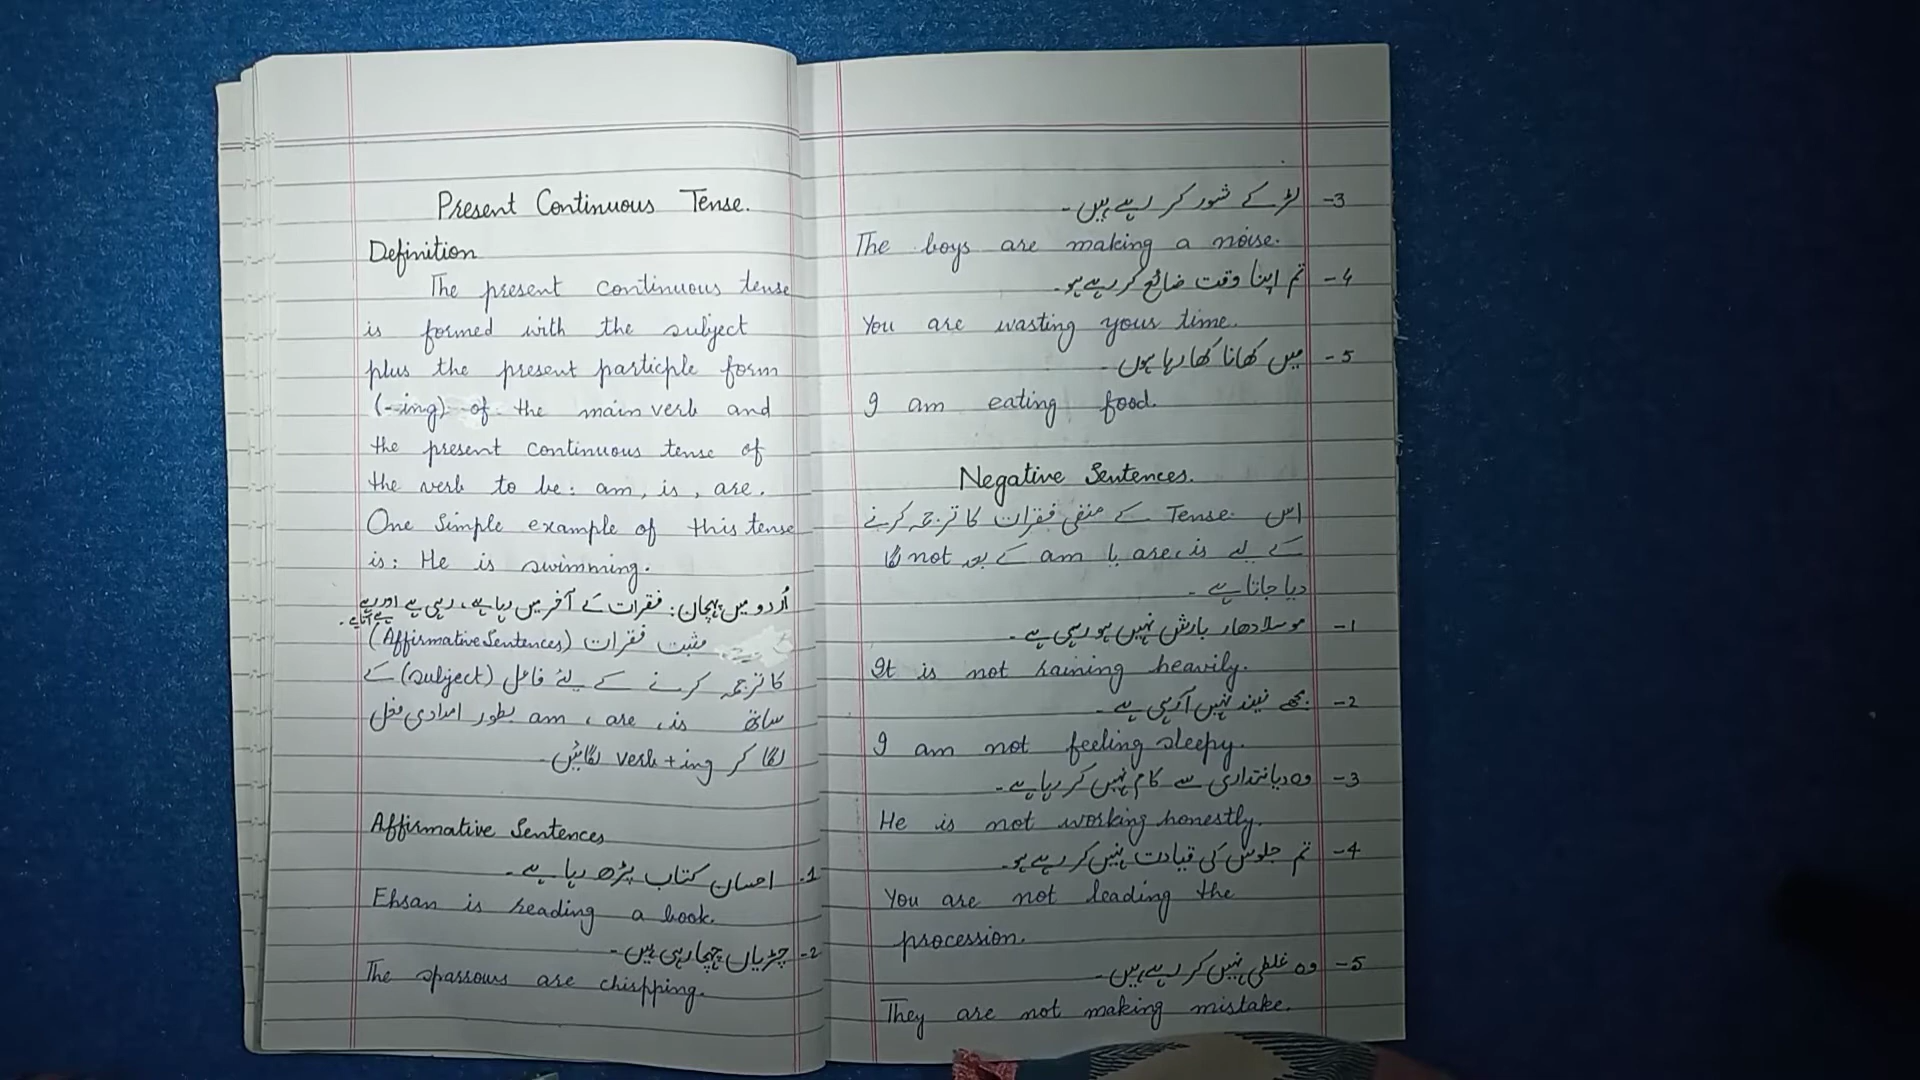 Present Continuous Tense.
Definition
The present continuous tense
is formed with the subject
plus the present participle form
(-ing) of the main verb and
the present continuous tense of
the verb to be: am, is, are.
One simple example of this tense
is: He is swimming.
اُردو میں پہچان: فقرات کے آخر میں رہا ہے، رہی ہے اور رہے
ہے آتا ہے۔
مثبت فقرات (Affirmative Sentences)
کا ترجمہ کرنے کے لئے فاعل (subject) کے
ساتھ am ، are ، is بطور امدادی فعل
لگا کر verb + ing لگائیں۔
Affirmative Sentences
1. احسان کتاب پڑھ رہا ہے۔
Ehsan is reading a book.
2- چڑیاں چہچہا رہی ہیں۔
The sparrows are chirpping.
3- لڑکے شور کر رہے ہیں۔
The boys are making a noise.
4- تم اپنا وقت ضائع کر رہے ہو۔
You are wasting your time.
5- میں کھانا کھا رہا ہوں۔
I am eating food.
Negative Sentences.
اس Tense کے منفی فقرات کا ترجمہ کرنے
کے لیے is، are یا am کے بعد not لگا
دیا جاتا ہے۔
1- موسلادھار بارش نہیں ہو رہی ہے۔
It is not raining heavily.
2- مجھے نیند نہیں آ رہی ہے۔
I am not feeling sleepy.
3- وہ دیانتداری سے کام نہیں کر رہا ہے۔
He is not working honestly.
4- تم جلوس کی قیادت نہیں کر رہے ہو۔
You are not leading the
procession.
5- وہ غلطی نہیں کر رہے ہیں۔
They are not making mistake.